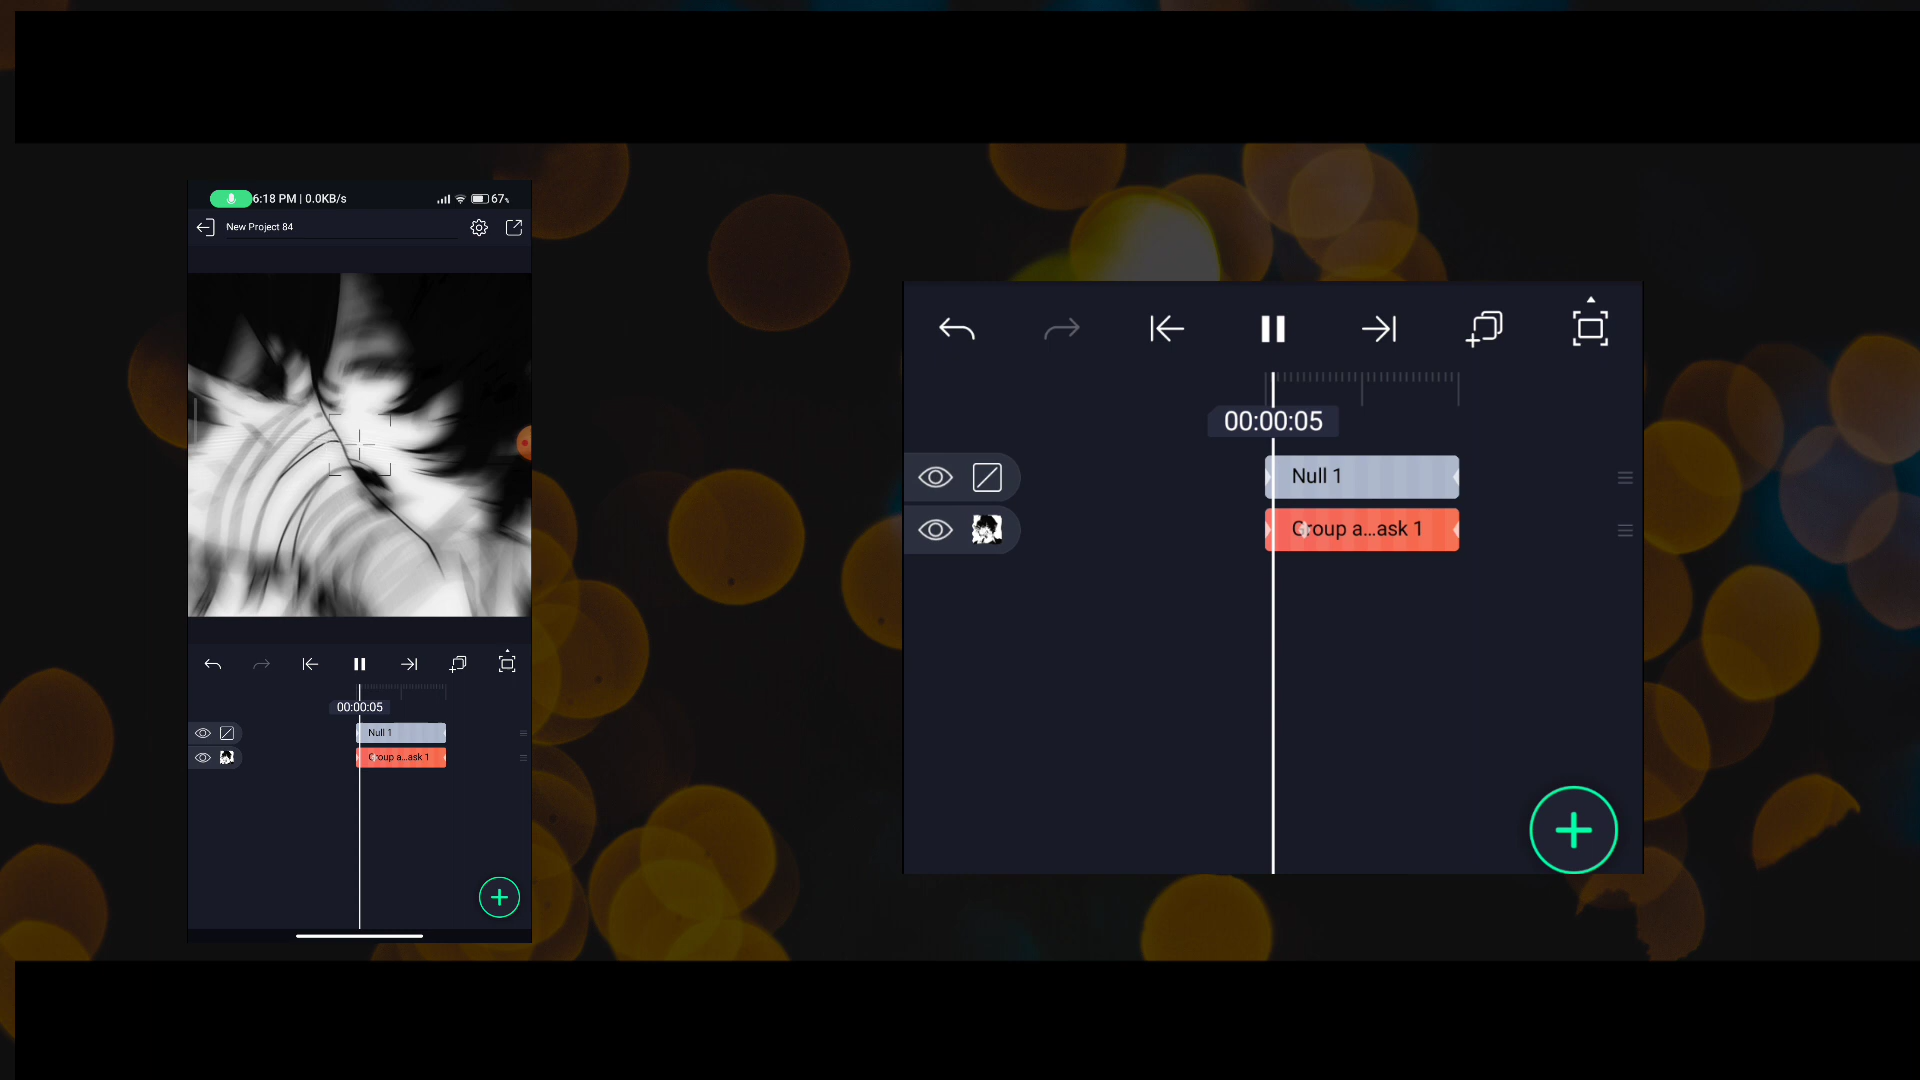 6:18 PM | 0.0KB/s
67%
New Project 84
00:00:05
Null 1
Group a...ask 1
00:00:05
Null 1
Group a...ask 1